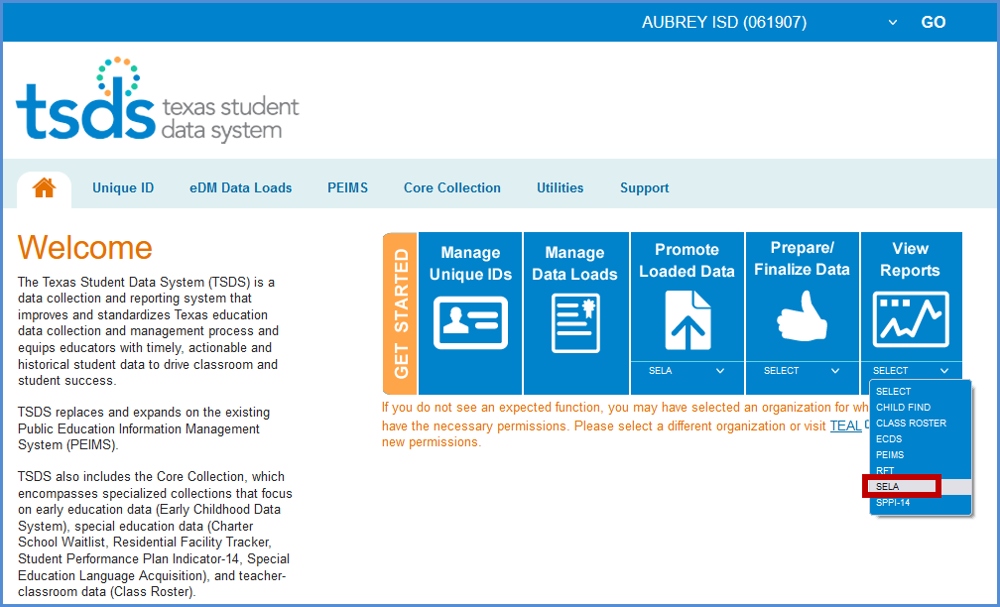 AUBREY ISD (061907)
GO
tsds texas student
data system
Unique ID
eDM Data Loads
PEIMS
Core Collection
Utilities
Support
Welcome
The Texas Student Data System (TSDS) is a
data collection and reporting system that
improves and standardizes Texas education
data collection and management process and
equips educators with timely, actionable and
historical student data to drive classroom and
student success.
TSDS replaces and expands on the existing
Public Education Information Management
System (PEIMS).
TSDS also includes the Core Collection, which
encompasses specialized collections that focus
on early education data (Early Childhood Data
System), special education data (Charter
School Waitlist, Residential Facility Tracker,
Student Performance Plan Indicator-14, Special
Education Language Acquisition), and teacher-
classroom data (Class Roster).
GET STARTED
Manage
Unique IDs
Manage
Data Loads
Promote
Loaded Data
SELA
Prepare/
Finalize Data
SELECT
View
Reports
SELECT
SELECT
CHILD FIND
CLASS ROSTER
ECDS
PEIMS
RFT
SELA
SPPI-14
If you do not see an expected function, you may have selected an organization for
have the necessary permissions. Please select a different organization or visit TEAL
new permissions.